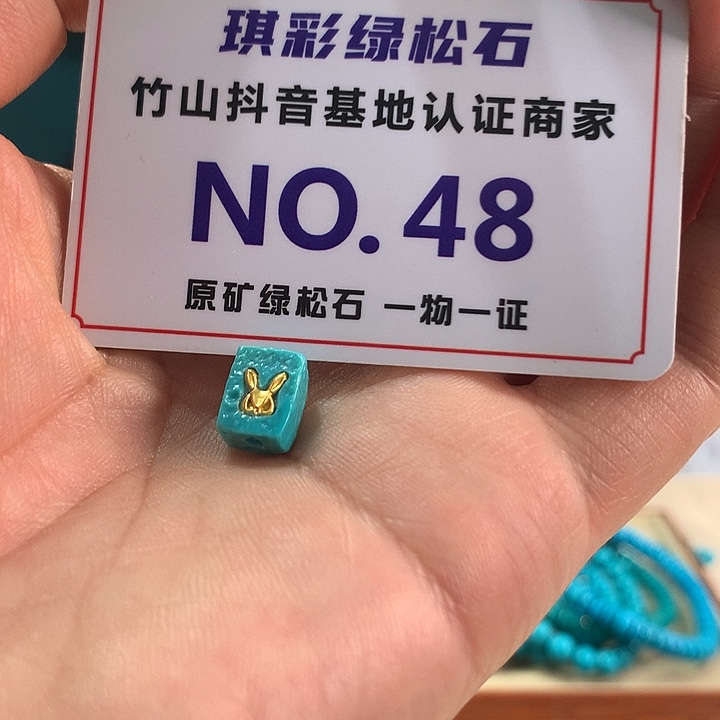 琪彩绿松石
竹山抖音基地认证商家
NO.48
原矿绿松石 一物一证